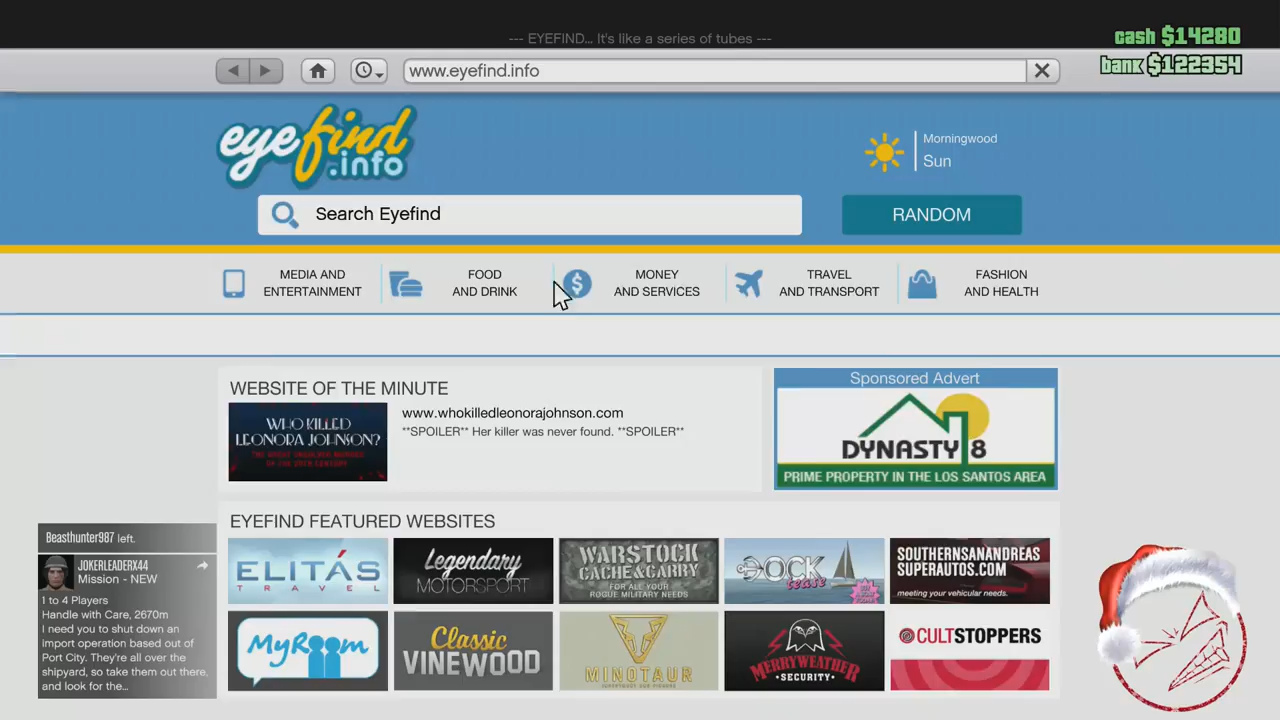 --- EYEFIND... It's like a series of tubes ---
cash $14280
bank $122354
www.eyefind.info
eyefind
.info
Morningwood
Sun
Search Eyefind
RANDOM
MEDIA AND
ENTERTAINMENT
FOOD
AND DRINK
MONEY
AND SERVICES
TRAVEL
AND TRANSPORT
FASHION
AND HEALTH
WEBSITE OF THE MINUTE
WHO KILLED
LEONORA JOHNSON?
www.whokilledleonorajohnson.com
**SPOILER** Her killer was never found. **SPOILER**
Sponsored Advert
DYNASTY 8
PRIME PROPERTY IN THE LOS SANTOS AREA
EYEFIND FEATURED WEBSITES
ELITÁS
TRAVEL
Legendary
MOTORSPORT
WARSTOCK
CACHE & CARRY
FOR ALL YOUR
ROGUE MILITARY NEEDS
DOCK
tease
SOUTHERNSANANDREAS
SUPERAUTOS.COM
meeting your vehicular needs.
MyRoom
Classic
VINEWOOD
MINOTAUR
MERRYWEATHER
SECURITY
CULTSTOPPERS
Beasthunter987 left.
JOKERLEADERX44
Mission - NEW
1 to 4 Players
Handle with Care, 2670m
I need you to shut down an
import operation based out of
Port City. They're all over the
shipyard, so take them out there,
and look for the...